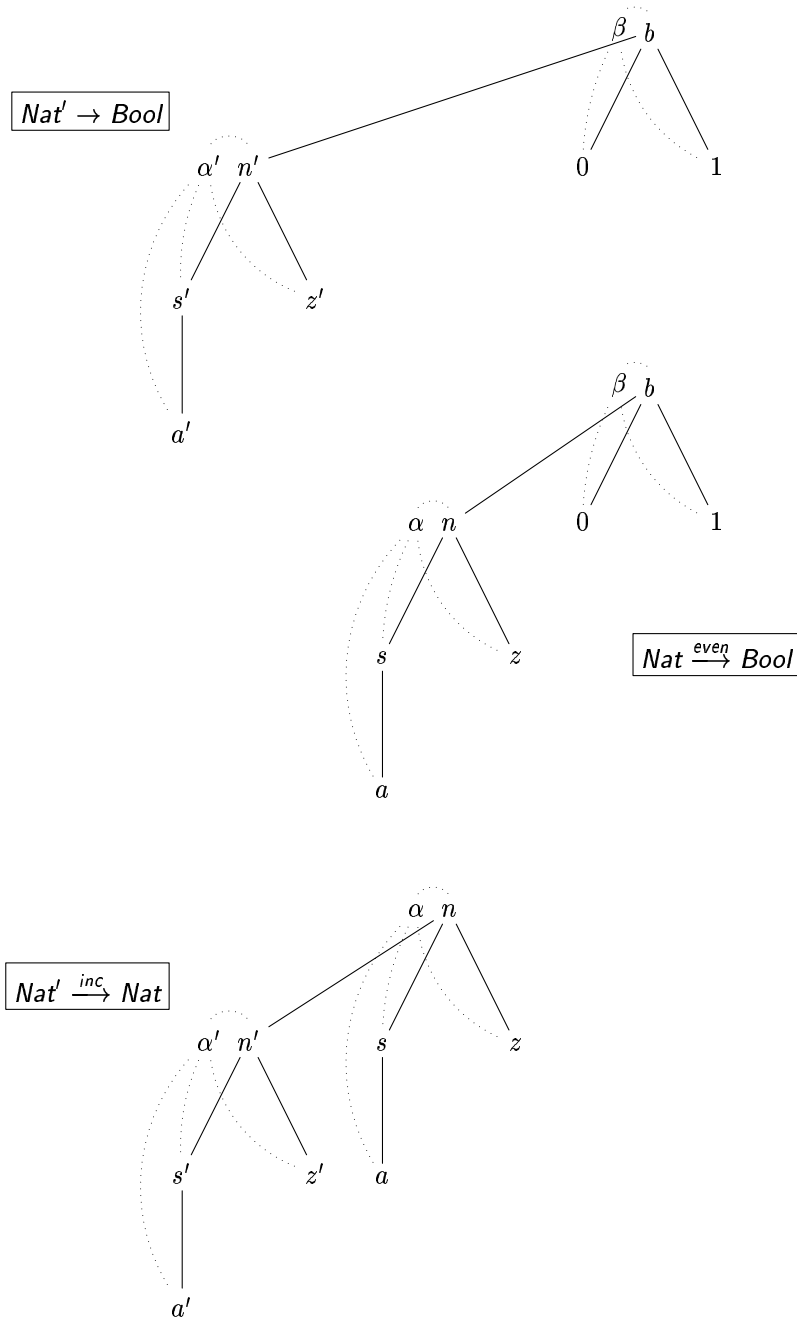 β b
Nat′ → Bool
α′ n′ 0 1
s′ z′
a′
β b
α n 0 1
s z
Nat even⟶ Bool
a
α n
Nat′ inc⟶ Nat
α′ n′ s z
s′ z′ a
a′